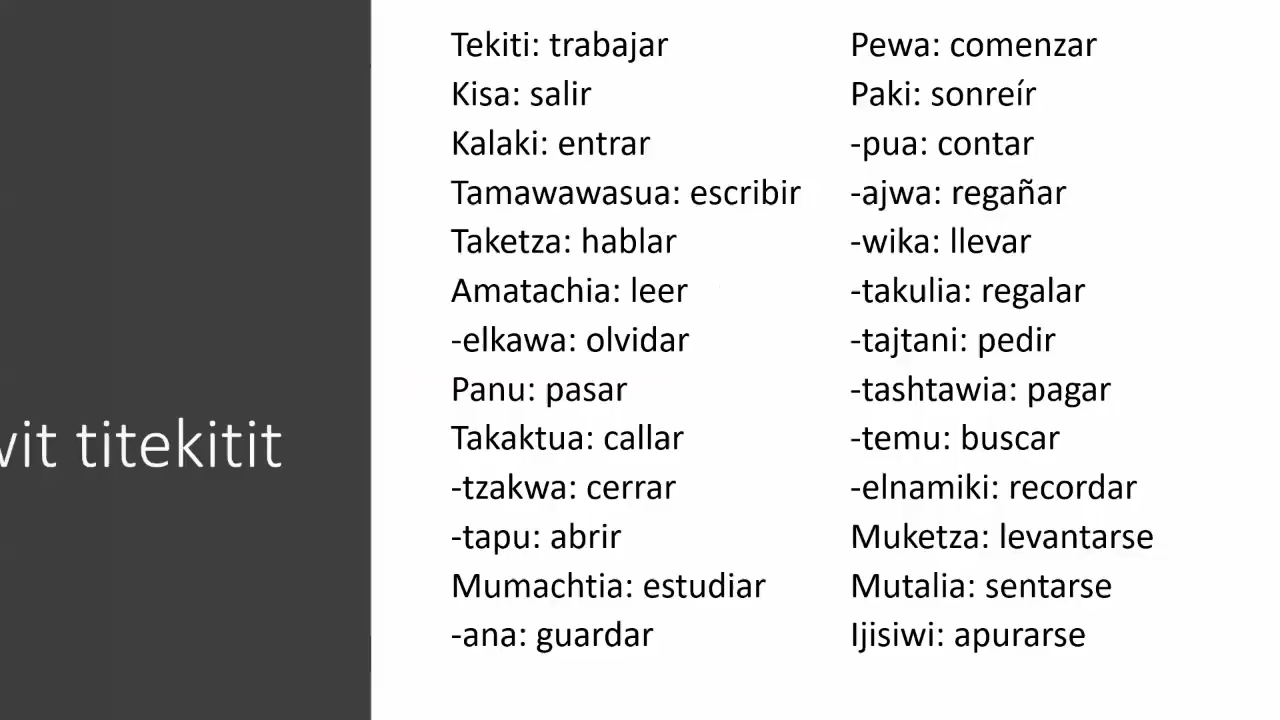 titekitit
Tekiti: trabajar
Kisa: salir
Kalaki: entrar
Tamawawasua: escribir
Taketza: hablar
Amatachia: leer
-elkawa: olvidar
Panu: pasar
Takaktua: callar
-tzakwa: cerrar
-tapu: abrir
Mumachtia: estudiar
-ana: guardar
Pewa: comenzar
Paki: sonreír
-pua: contar
-ajwa: regañar
-wika: llevar
-takulia: regalar
-tajtani: pedir
-tashtawia: pagar
-temu: buscar
-elnamiki: recordar
Muketza: levantarse
Mutalia: sentarse
Ijisiwi: apurarse